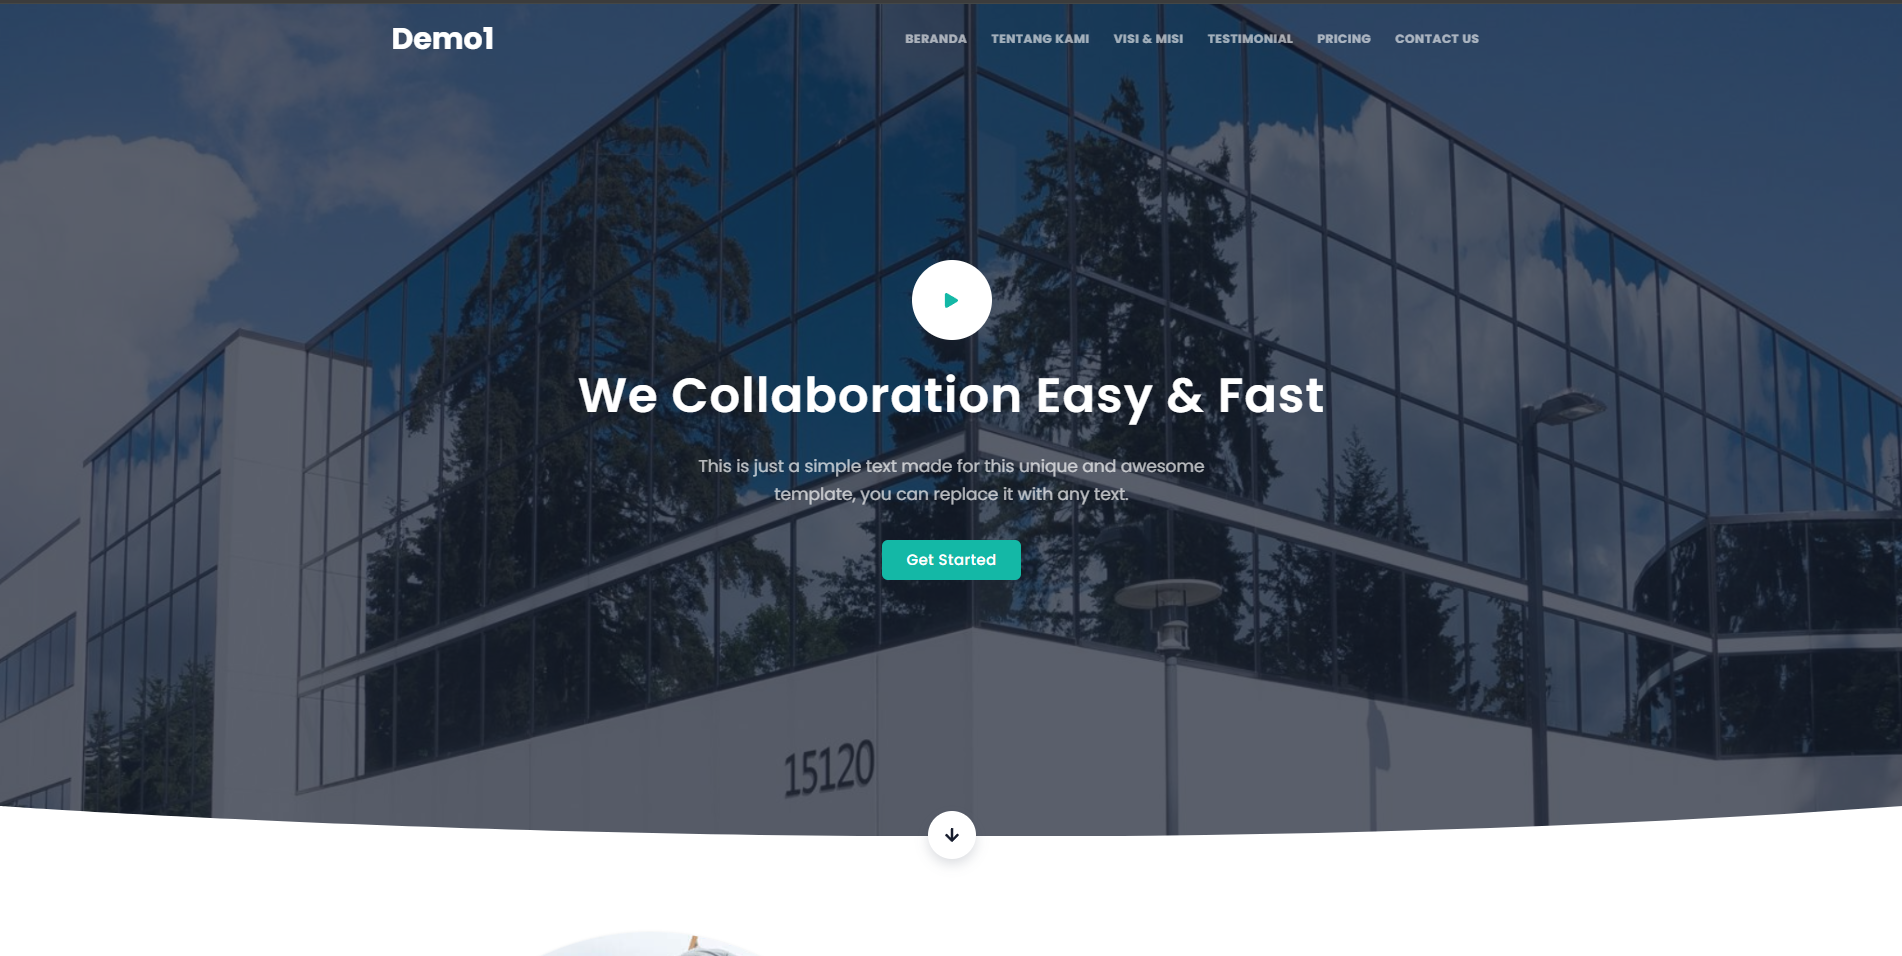 Demo1
BERANDA TENTANG KAMI VISI & MISI TESTIMONIAL PRICING CONTACT US
We Collaboration Easy & Fast
This is just a simple text made for this unique and awesome
template, you can replace it with any text.
Get Started
15120